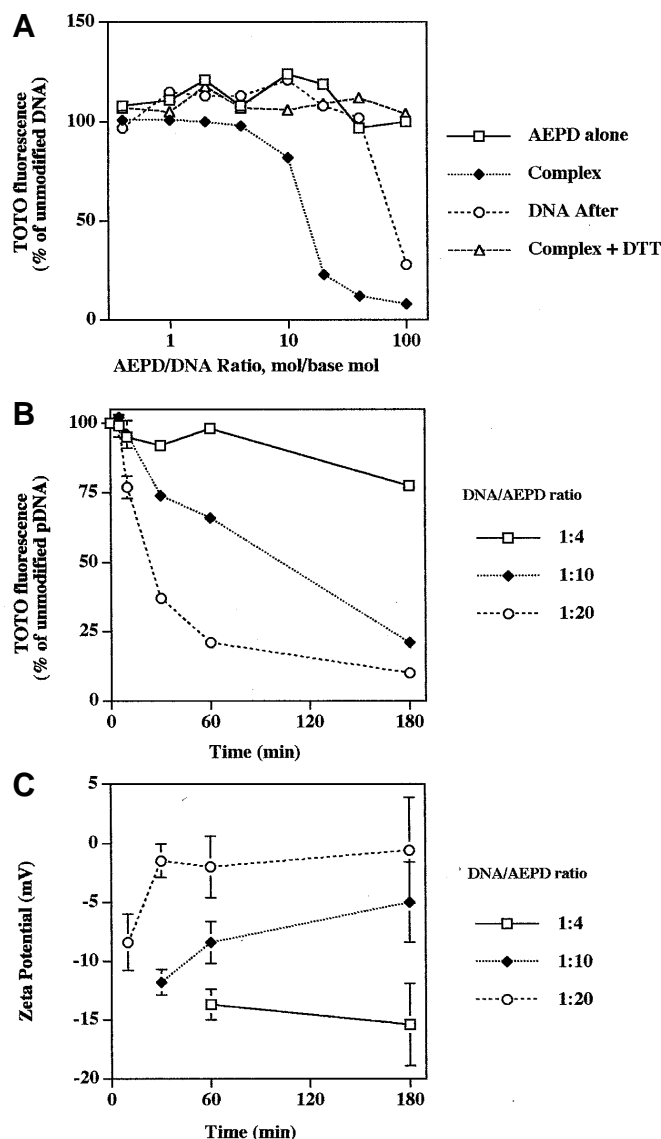 A
TOTO fluorescence
(% of unmodified DNA)
150
100
50
0
1
10
100
AEPD/DNA Ratio, mol/base mol
AEPD alone
Complex
DNA After
Complex + DTT
B
TOTO fluorescence
(% of unmodified pDNA)
100
75
50
25
0
0
60
120
180
Time (min)
DNA/AEPD ratio
1:4
1:10
1:20
C
Zeta Potential (mV)
5
0
-5
-10
-15
-20
0
60
120
180
Time (min)
DNA/AEPD ratio
1:4
1:10
1:20